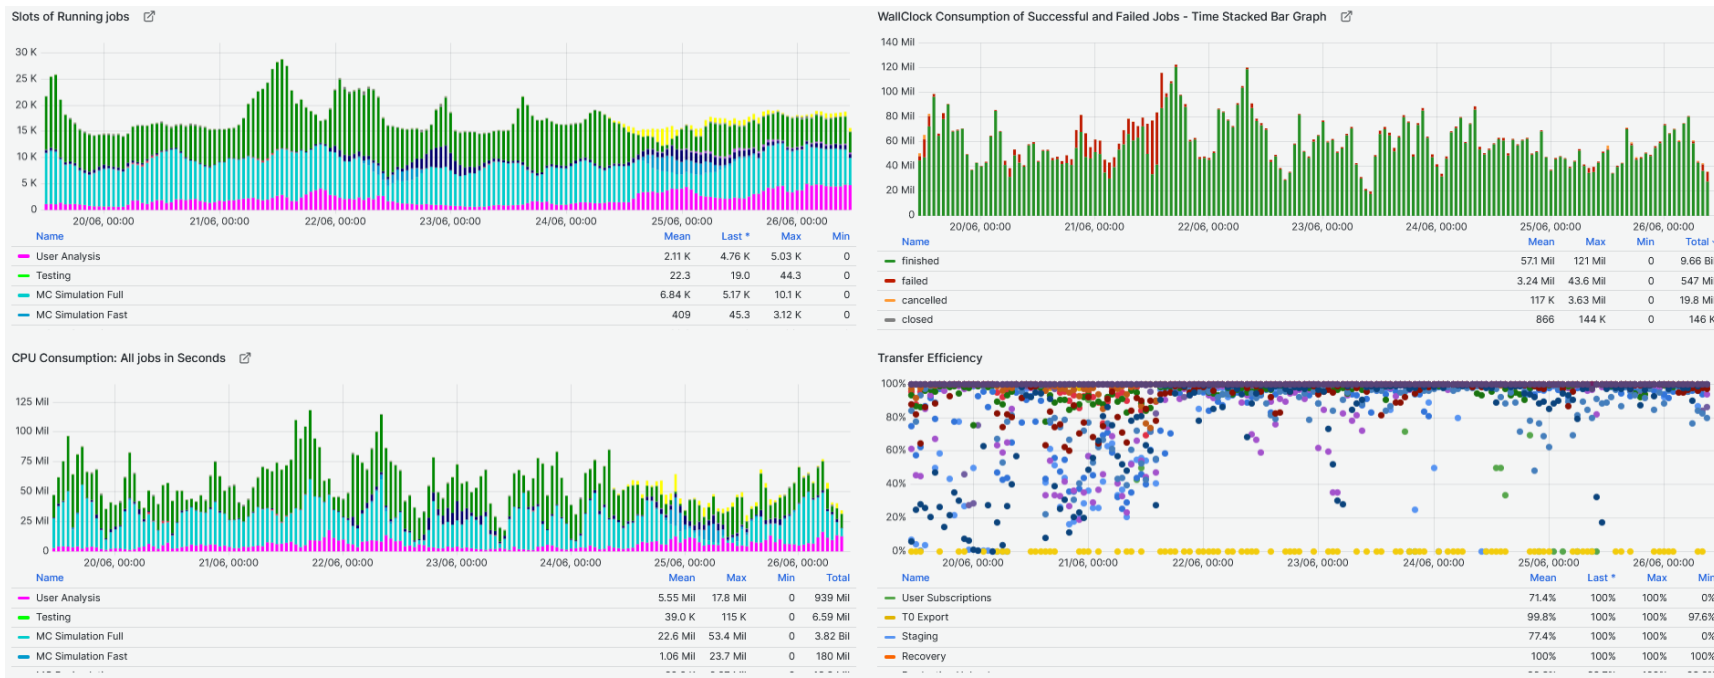 Slots of Running jobs
30 K
25 K
20 K
15 K
10 K
5 K
0
20/06, 00:00 21/06, 00:00 22/06, 00:00 23/06, 00:00 24/06, 00:00 25/06, 00:00 26/06, 00:00
Name Mean Last * Max Min
User Analysis 2.11 K 4.76 K 5.03 K 0
Testing 22.3 19.0 44.3 0
MC Simulation Full 6.84 K 5.17 K 10.1 K 0
MC Simulation Fast 409 45.3 3.12 K 0
WallClock Consumption of Successful and Failed Jobs - Time Stacked Bar Graph
140 Mil
120 Mil
100 Mil
80 Mil
60 Mil
40 Mil
20 Mil
0
20/06, 00:00 21/06, 00:00 22/06, 00:00 23/06, 00:00 24/06, 00:00 25/06, 00:00 26/06, 00:00
Name Mean Max Min Total
finished 57.1 Mil 121 Mil 0 9.66 Bil
failed 3.24 Mil 43.6 Mil 0 547 Mil
cancelled 117 K 3.63 Mil 0 19.8 Mil
closed 866 144 K 0 146 K
CPU Consumption: All jobs in Seconds
125 Mil
100 Mil
75 Mil
50 Mil
25 Mil
0
20/06, 00:00 21/06, 00:00 22/06, 00:00 23/06, 00:00 24/06, 00:00 25/06, 00:00 26/06, 00:00
Name Mean Max Min Total
User Analysis 5.55 Mil 17.8 Mil 0 939 Mil
Testing 39.0 K 115 K 0 6.59 Mil
MC Simulation Full 22.6 Mil 53.4 Mil 0 3.82 Bil
MC Simulation Fast 1.06 Mil 23.7 Mil 0 180 Mil
Transfer Efficiency
100%
80%
60%
40%
20%
0%
20/06, 00:00 21/06, 00:00 22/06, 00:00 23/06, 00:00 24/06, 00:00 25/06, 00:00 26/06, 00:00
Name Mean Last * Max Min
User Subscriptions 71.4% 100% 100% 0%
T0 Export 99.8% 100% 100% 97.6%
Staging 77.4% 100% 100% 0%
Recovery 100% 100% 100% 100%